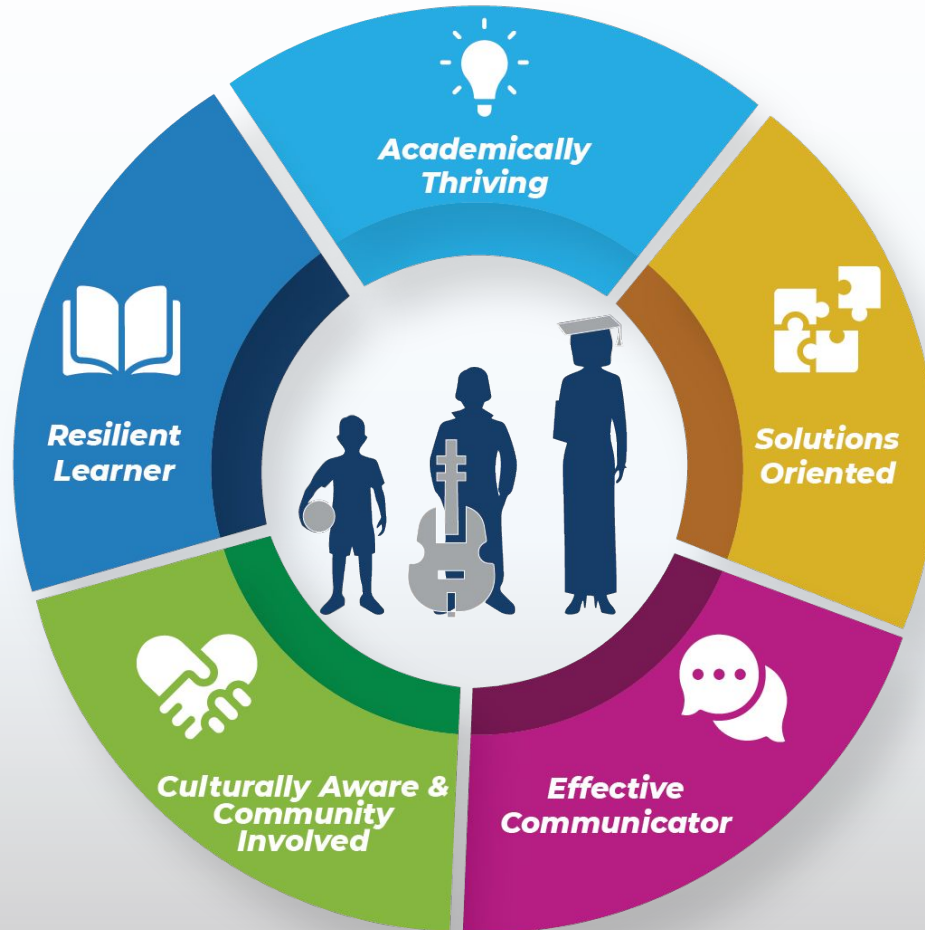 Academically
Thriving
Solutions
Oriented
Effective
Communicator
Culturally Aware &
Community
Involved
Resilient
Learner